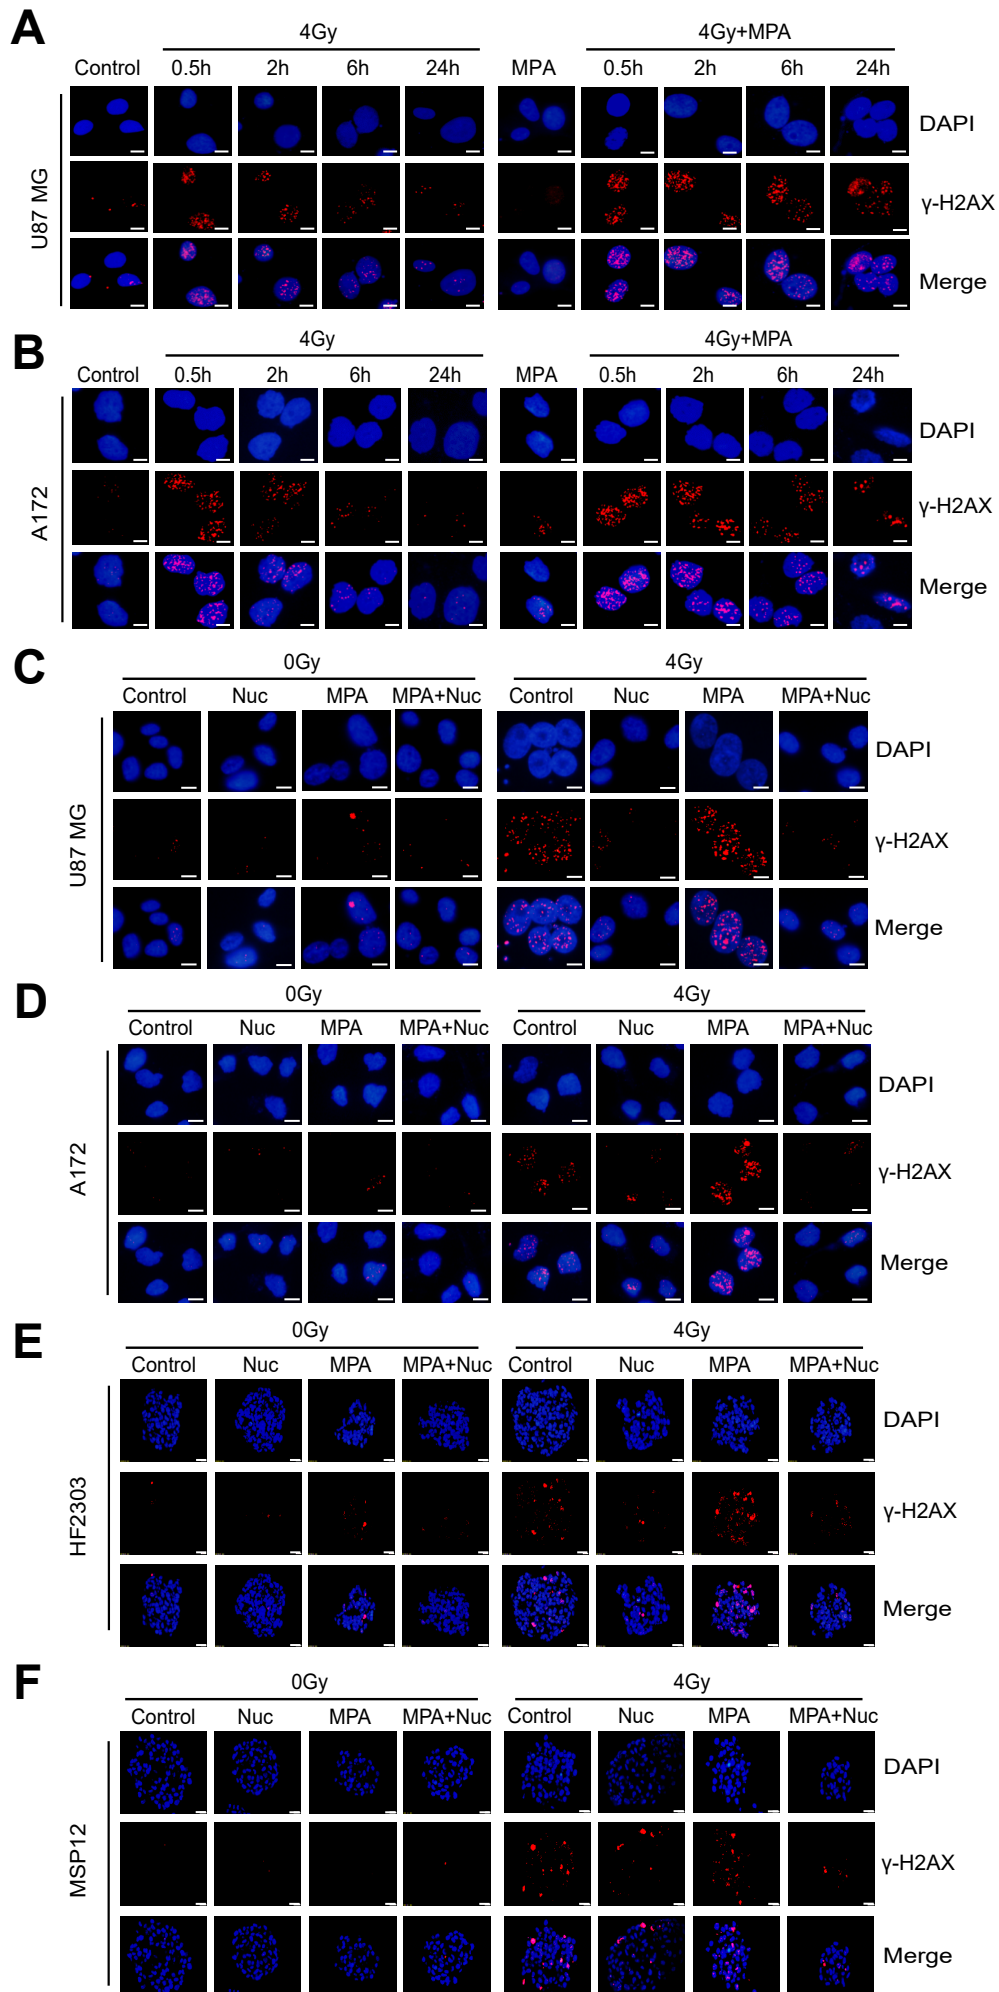 A
4Gy
4Gy+MPA
Control 0.5h 2h 6h 24h MPA 0.5h 2h 6h 24h
U87 MG
DAPI
γ-H2AX
Merge
B
4Gy
4Gy+MPA
Control 0.5h 2h 6h 24h MPA 0.5h 2h 6h 24h
A172
DAPI
γ-H2AX
Merge
C
0Gy
4Gy
Control Nuc MPA MPA+Nuc Control Nuc MPA MPA+Nuc
U87 MG
DAPI
γ-H2AX
Merge
D
0Gy
4Gy
Control Nuc MPA MPA+Nuc Control Nuc MPA MPA+Nuc
A172
DAPI
γ-H2AX
Merge
E
0Gy
4Gy
Control Nuc MPA MPA+Nuc Control Nuc MPA MPA+Nuc
HF2303
DAPI
γ-H2AX
Merge
F
0Gy
4Gy
Control Nuc MPA MPA+Nuc Control Nuc MPA MPA+Nuc
MSP12
DAPI
γ-H2AX
Merge